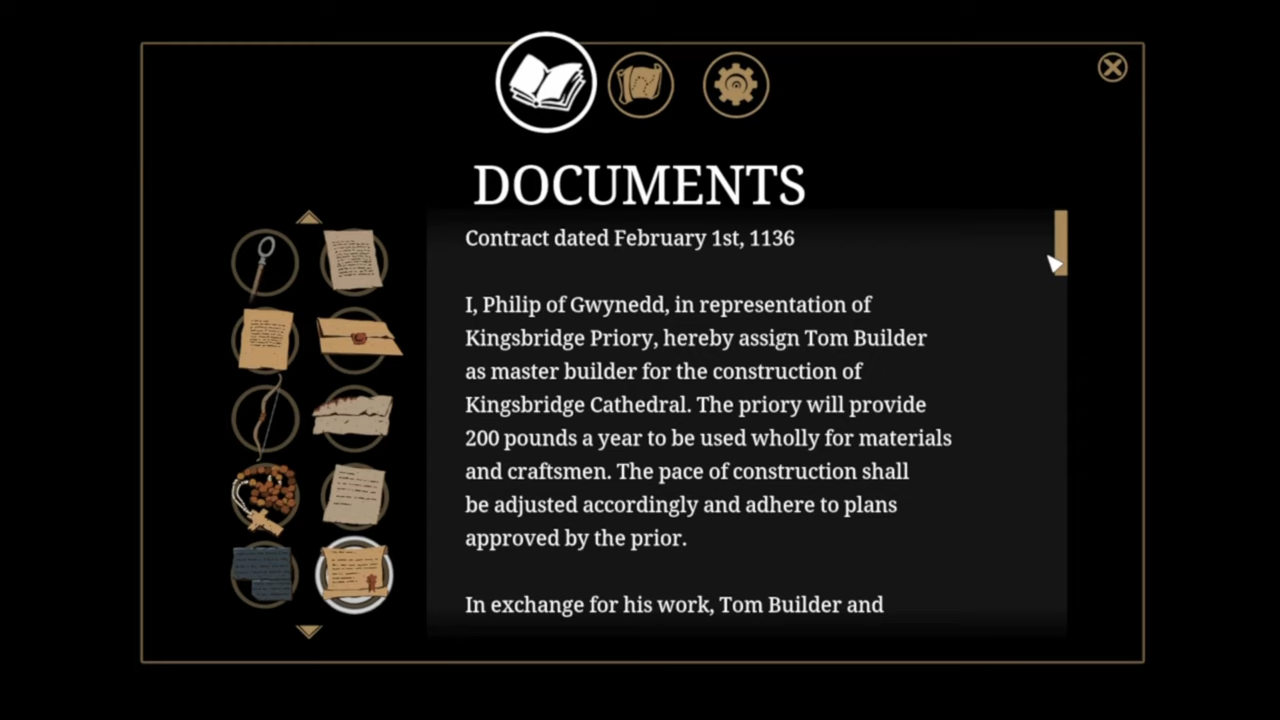 DOCUMENTS
Contract dated February 1st, 1136
I, Philip of Gwynedd, in representation of
Kingsbridge Priory, hereby assign Tom Builder
as master builder for the construction of
Kingsbridge Cathedral. The priory will provide
200 pounds a year to be used wholly for materials
and craftsmen. The pace of construction shall
be adjusted accordingly and adhere to plans
approved by the prior.
In exchange for his work, Tom Builder and